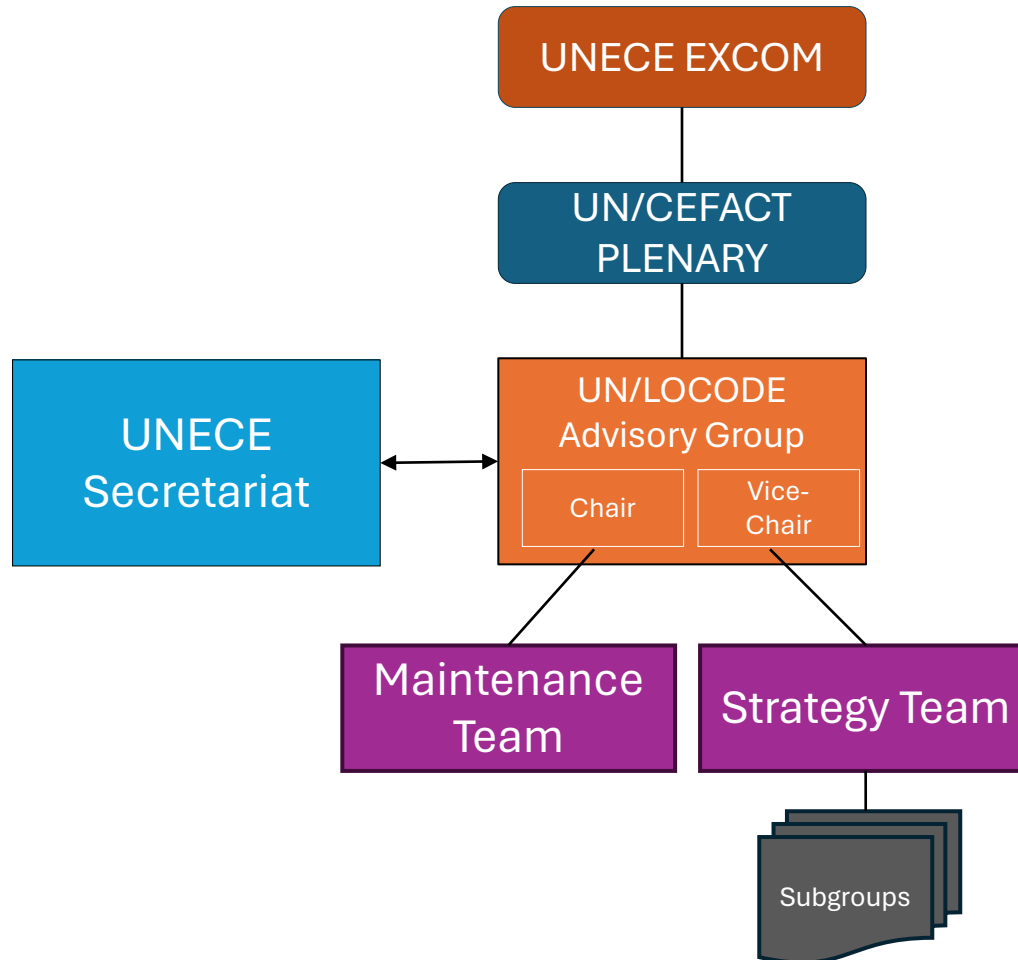 UNECE EXCOM
UN/CEFACT
PLENARY
UNECE
Secretariat
UN/LOCODE
Advisory Group
Chair
Vice-
Chair
Maintenance
Team
Strategy Team
Subgroups